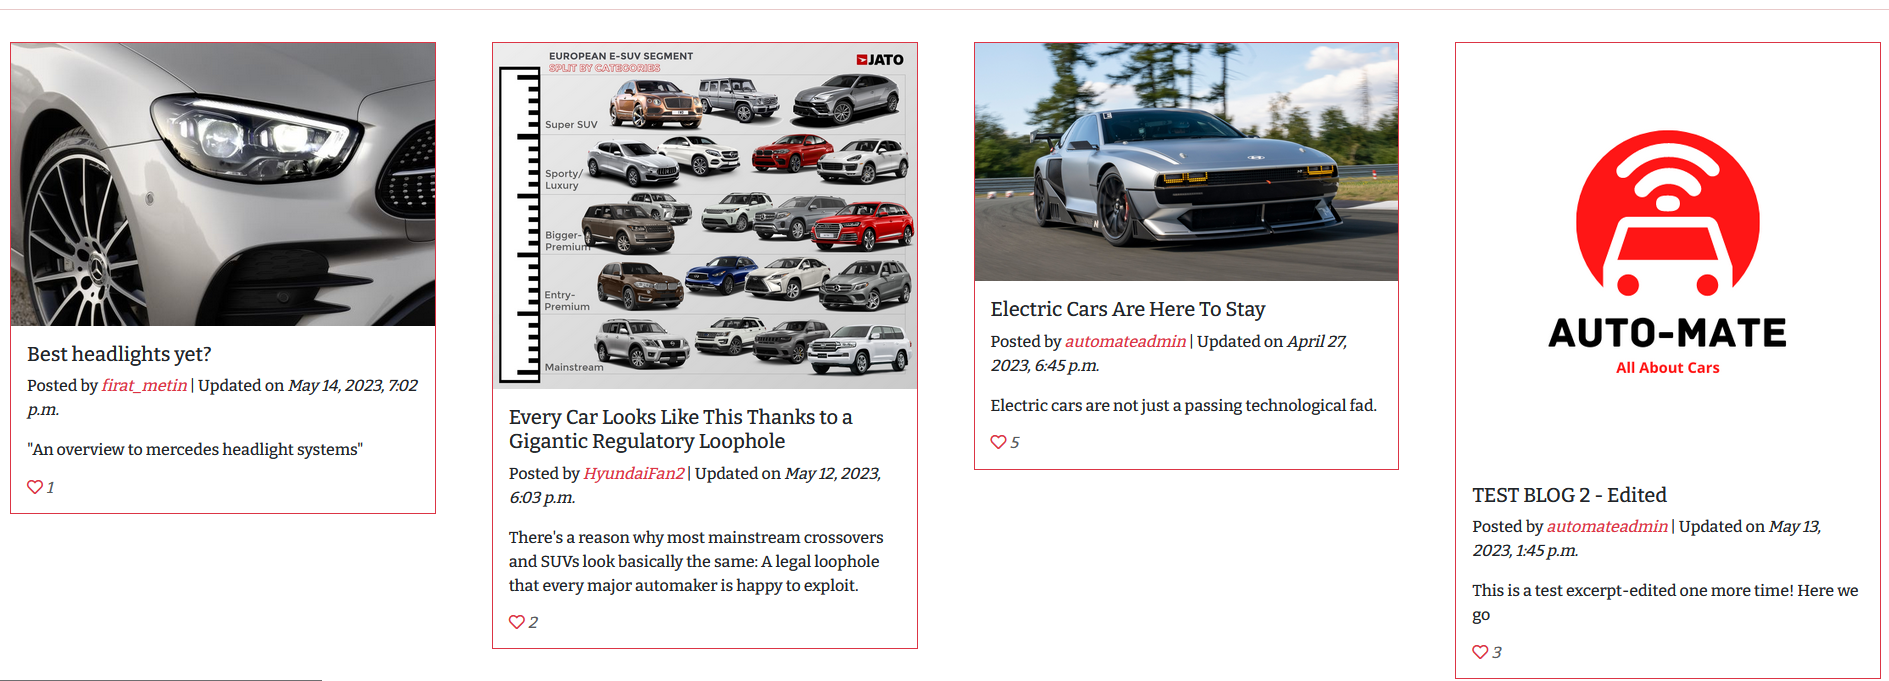 Best headlights yet?
Posted by firat_metin | Updated on May 14, 2023, 7:02
p.m.
"An overview to mercedes headlight systems"
1
EUROPEAN E-SUV SEGMENT
SPLIT BY CATEGORIES
JATO
Super SUV
Sporty/
Luxury
Bigger-
Premium
Entry-
Premium
Mainstream
Every Car Looks Like This Thanks to a
Gigantic Regulatory Loophole
Posted by HyundaiFan2 | Updated on May 12, 2023,
6:03 p.m.
There's a reason why most mainstream crossovers
and SUVs look basically the same: A legal loophole
that every major automaker is happy to exploit.
2
Electric Cars Are Here To Stay
Posted by automateadmin | Updated on April 27,
2023, 6:45 p.m.
Electric cars are not just a passing technological fad.
5
AUTO-MATE
All About Cars
TEST BLOG 2 - Edited
Posted by automateadmin | Updated on May 13,
2023, 1:45 p.m.
This is a test excerpt-edited one more time! Here we
go
3